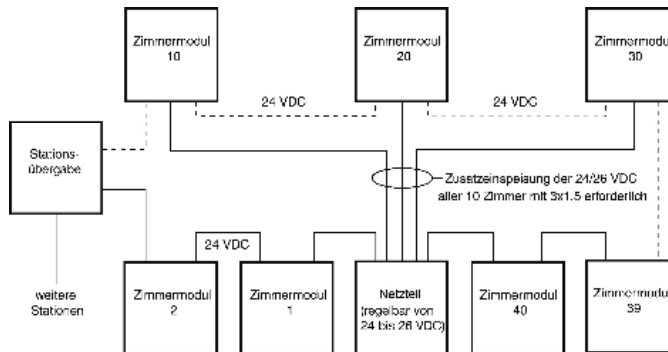 Zimmermodul
10
Zimmermodul
20
Zimmermodul
30
24 VDC
24 VDC
Stations-
übergabe
Zusatzeinspeisung der 24/26 VDC
aller 10 Zimmer mit 3x1.5 erforderlich
24 VDC
weitere
Stationen
Zimmermodul
2
Zimmermodul
1
Netzteil
(regelbar von
24 bis 26 VDC)
Zimmermodul
40
Zimmermodul
39